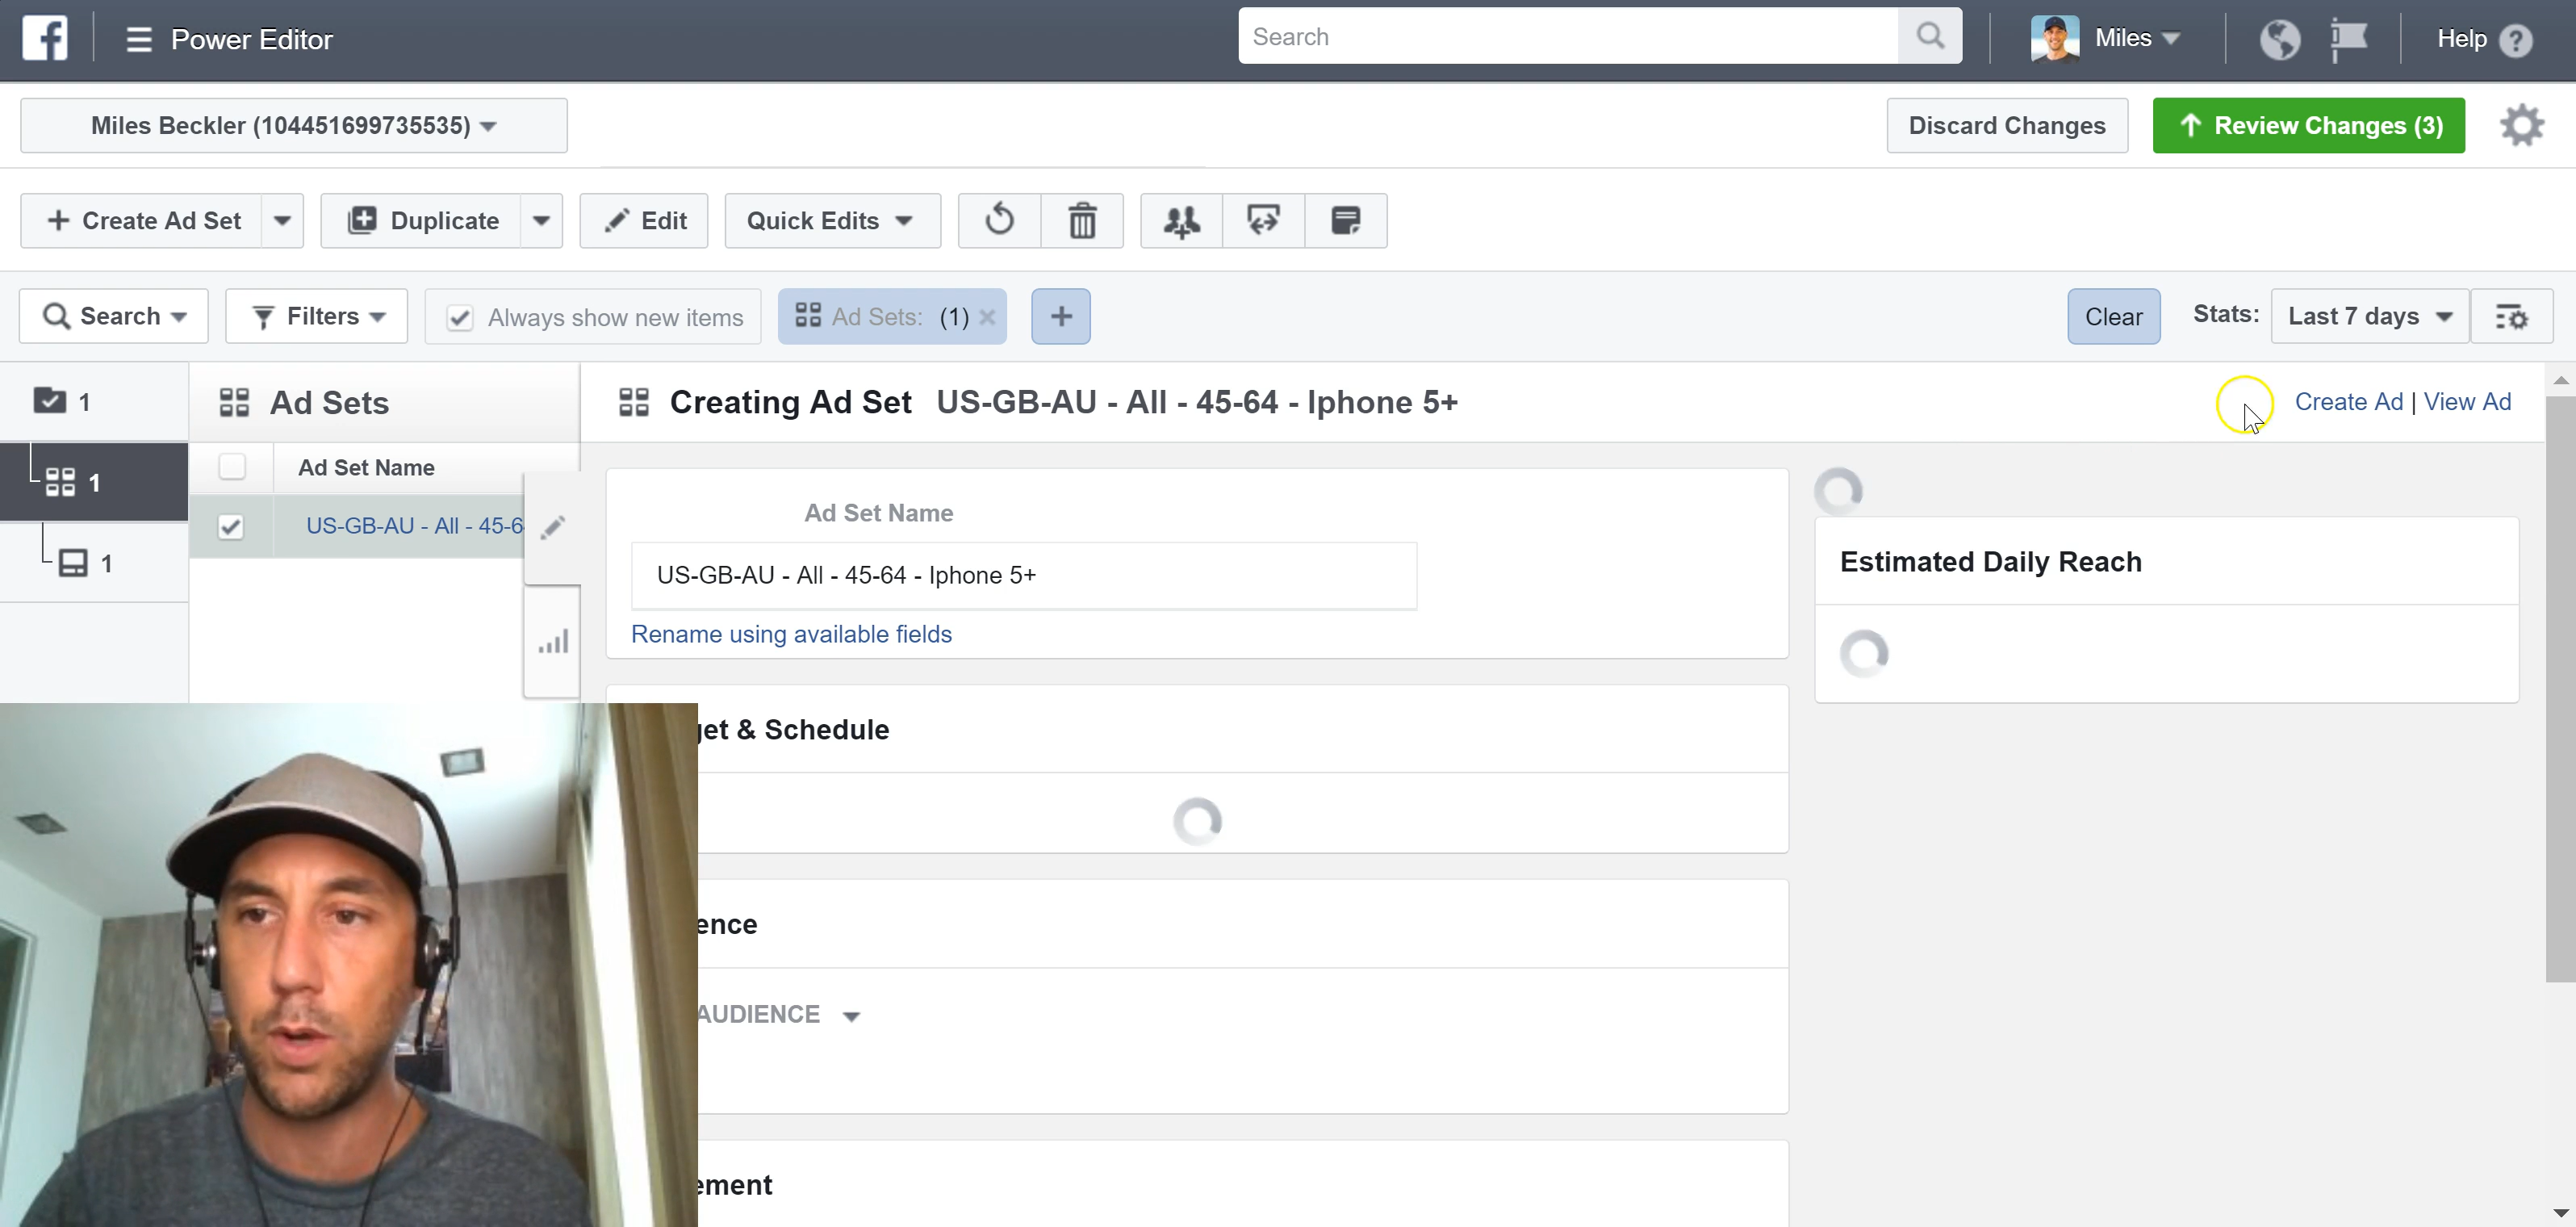 Power Editor
Search
Miles
Help
Miles Beckler (104451699735535)
Discard Changes
Review Changes (3)
Create Ad Set
Duplicate
Edit
Quick Edits
Search
Filters
Always show new items
Ad Sets: (1)
Clear
Stats:
Last 7 days
1
Ad Sets
Creating Ad Set US-GB-AU - All - 45-64 - Iphone 5+
Create Ad | View Ad
1
Ad Set Name
US-GB-AU - All - 45-6
1
Ad Set Name
US-GB-AU - All - 45-64 - Iphone 5+
Rename using available fields
Estimated Daily Reach
get & Schedule
ence
AUDIENCE
ement